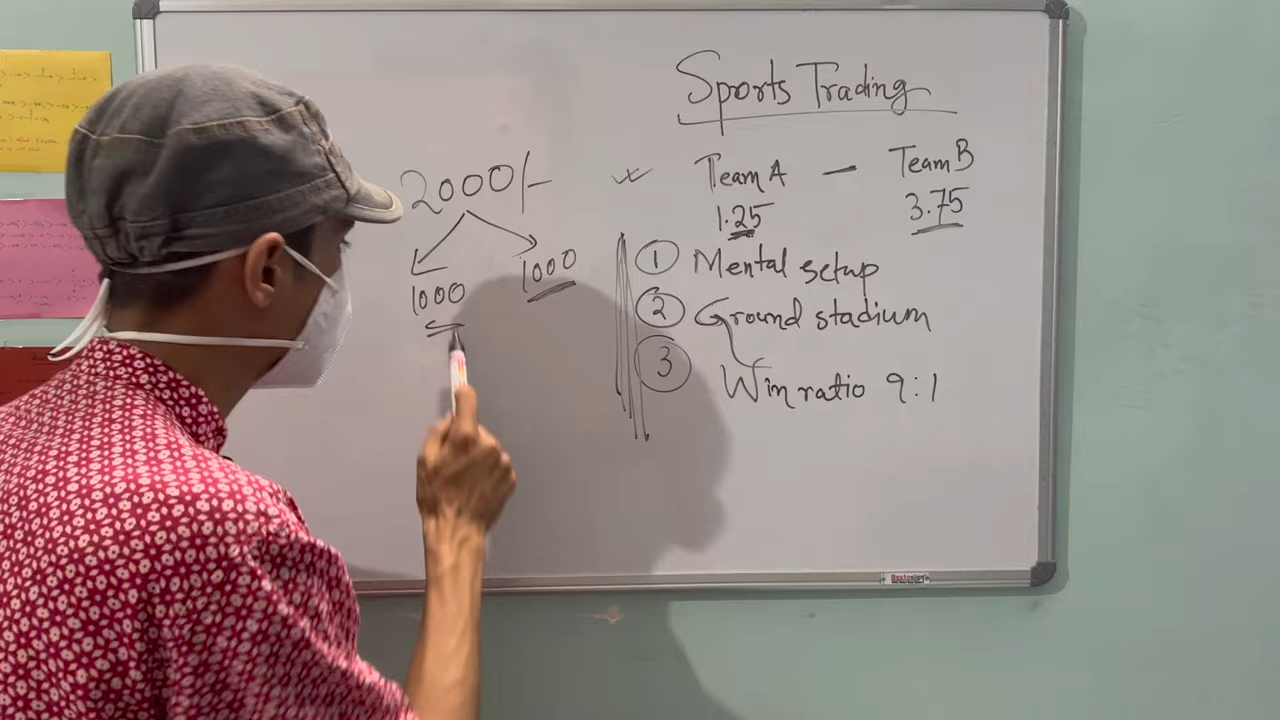 Sports Trading
Team A — Team B
1.25 3.75
2000/-
1000 1000
① Mental setup
② Ground stadium
③ Win ratio 9:1